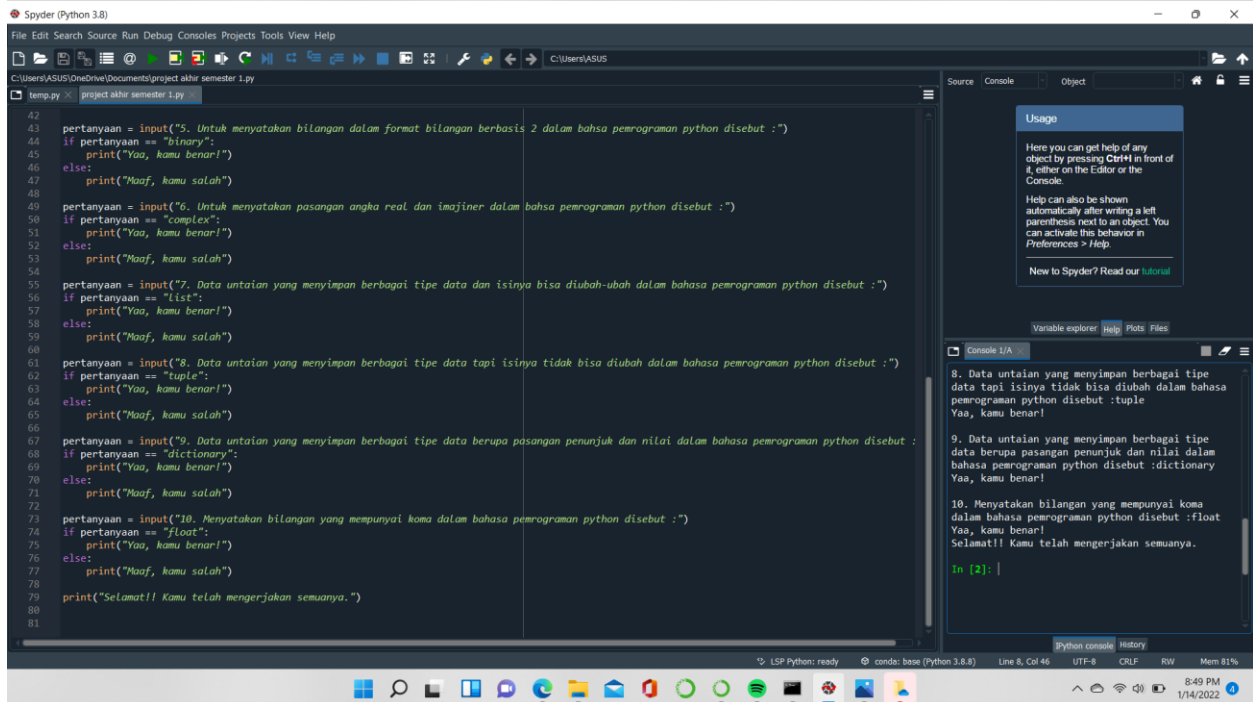 Spyder (Python 3.8)
File Edit Search Source Run Debug Consoles Projects Tools View Help
C:\Users\ASUS
C:\Users\ASUS\OneDrive\Documents\project akhir semester 1.py
temp.py
project akhir semester 1.py
42
43 pertanyaan = input("5. Untuk menyatakan bilangan dalam format bilangan berbasis 2 dalam bahsa pemrograman python disebut :")
44 if pertanyaan == "binary":
45 print("Yaa, kamu benar!")
46 else:
47 print("Maaf, kamu salah")
48
49 pertanyaan = input("6. Untuk menyatakan pasangan angka real dan imajiner dalam bahsa pemrograman python disebut :")
50 if pertanyaan == "complex":
51 print("Yaa, kamu benar!")
52 else:
53 print("Maaf, kamu salah")
54
55 pertanyaan = input("7. Data untaian yang menyimpan berbagai tipe data dan isinya bisa diubah-ubah dalam bahasa pemrograman python disebut :")
56 if pertanyaan == "list":
57 print("Yaa, kamu benar!")
58 else:
59 print("Maaf, kamu salah")
60
61 pertanyaan = input("8. Data untaian yang menyimpan berbagai tipe data tapi isinya tidak bisa diubah dalam bahasa pemrograman python disebut :")
62 if pertanyaan == "tuple":
63 print("Yaa, kamu benar!")
64 else:
65 print("Maaf, kamu salah")
66
67 pertanyaan = input("9. Data untaian yang menyimpan berbagai tipe data berupa pasangan penunjuk dan nilai dalam bahasa pemrograman python disebut :
68 if pertanyaan == "dictionary":
69 print("Yaa, kamu benar!")
70 else:
71 print("Maaf, kamu salah")
72
73 pertanyaan = input("10. Menyatakan bilangan yang mempunyai koma dalam bahasa pemrograman python disebut :")
74 if pertanyaan == "float":
75 print("Yaa, kamu benar!")
76 else:
77 print("Maaf, kamu salah")
78
79 print("Selamat!! Kamu telah mengerjakan semuanya.")
80
81
Source Console Object
Usage
Here you can get help of any
object by pressing Ctrl+I in front of
it, either on the Editor or the
Console.
Help can also be shown
automatically after writing a left
parenthesis next to an object. You
can activate this behavior in
Preferences > Help.
New to Spyder? Read our tutorial
Variable explorer Help Plots Files
Console 1/A
8. Data untaian yang menyimpan berbagai tipe
data tapi isinya tidak bisa diubah dalam bahasa
pemrograman python disebut :tuple
Yaa, kamu benar!
9. Data untaian yang menyimpan berbagai tipe
data berupa pasangan penunjuk dan nilai dalam
bahasa pemrograman python disebut :dictionary
Yaa, kamu benar!
10. Menyatakan bilangan yang mempunyai koma
dalam bahasa pemrograman python disebut :float
Yaa, kamu benar!
Selamat!! Kamu telah mengerjakan semuanya.
In [2]:
IPython console History
LSP Python: ready conda: base (Python 3.8.8) Line 8, Col 46 UTF-8 CRLF RW Mem 81%
8:49 PM
1/14/2022
4